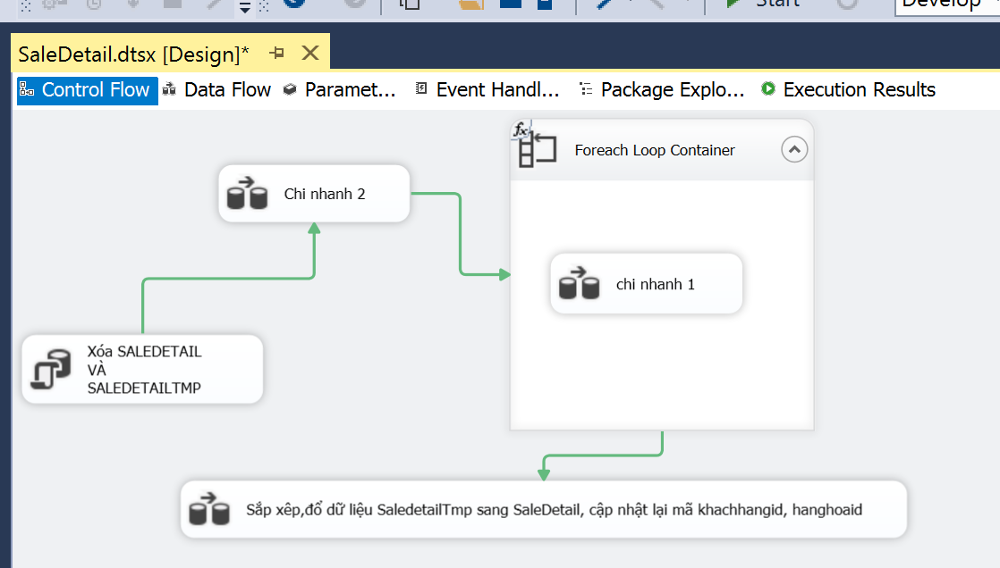 Start
Develop
SaleDetail.dtsx [Design]*
Control Flow
Data Flow
Paramet...
Event Handl...
Package Explo...
Execution Results
fx
Foreach Loop Container
Chi nhanh 2
chi nhanh 1
Xóa SALEDETAIL
VÀ
SALEDETAILTMP
Sắp xêp,đổ dữ liệu SaledetailTmp sang SaleDetail, cập nhật lại mã khachhangid, hanghoaid